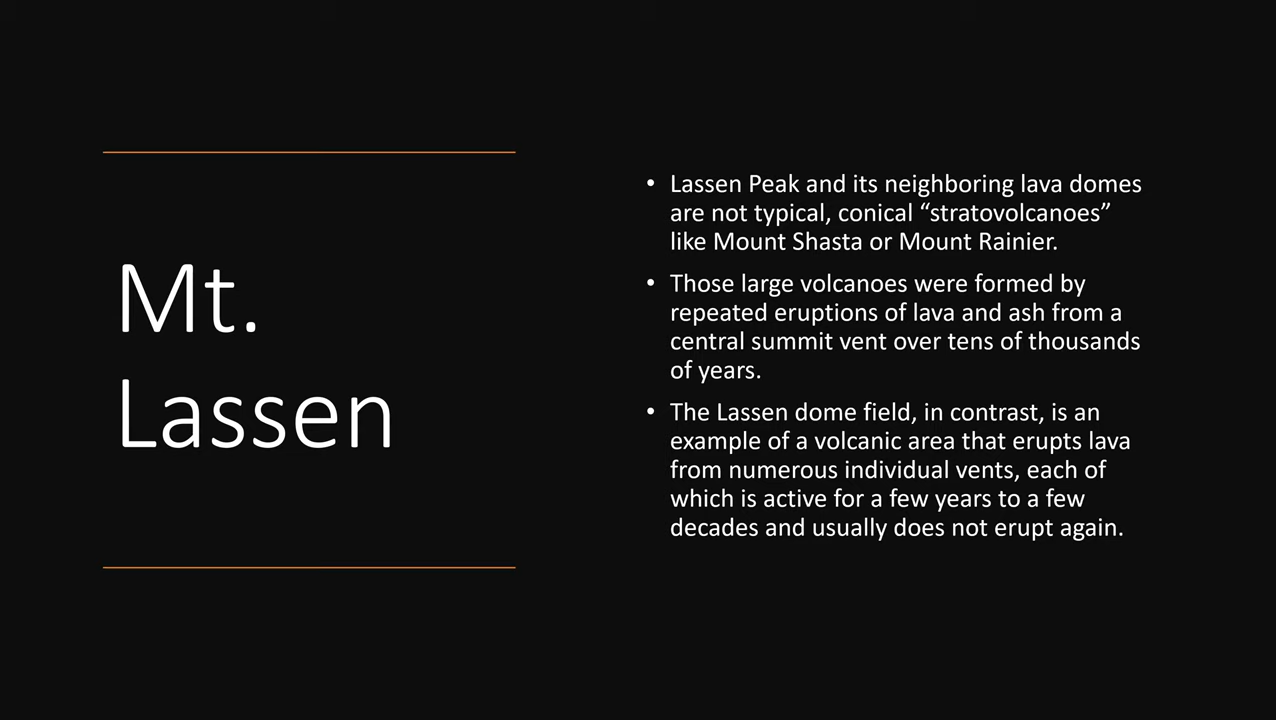 Mt.
Lassen
• Lassen Peak and its neighboring lava domes
are not typical, conical “stratovolcanoes”
like Mount Shasta or Mount Rainier.
• Those large volcanoes were formed by
repeated eruptions of lava and ash from a
central summit vent over tens of thousands
of years.
• The Lassen dome field, in contrast, is an
example of a volcanic area that erupts lava
from numerous individual vents, each of
which is active for a few years to a few
decades and usually does not erupt again.